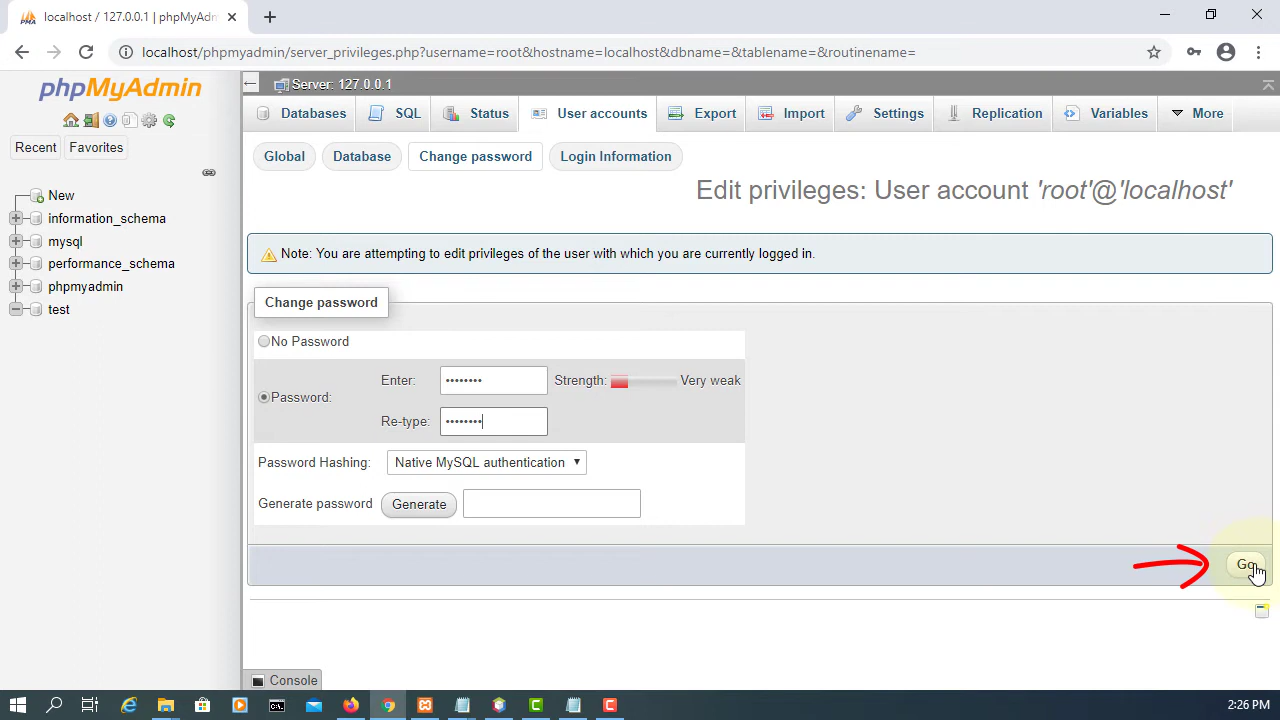 localhost / 127.0.0.1 | phpMyAdn
localhost/phpmyadmin/server_privileges.php?username=root&hostname=localhost&dbname=&tablename=&routinename=
phpMyAdmin
Server: 127.0.0.1
Databases
SQL
Status
User accounts
Export
Import
Settings
Replication
Variables
More
Recent
Favorites
Global
Database
Change password
Login Information
New
information_schema
mysql
performance_schema
phpmyadmin
test
Edit privileges: User account 'root'@'localhost'
Note: You are attempting to edit privileges of the user with which you are currently logged in.
Change password
No Password
Password:
Enter: ••••••••
Strength: Very weak
Re-type: ••••••••
Password Hashing: Native MySQL authentication
Generate password Generate
Go
Console
2:26 PM